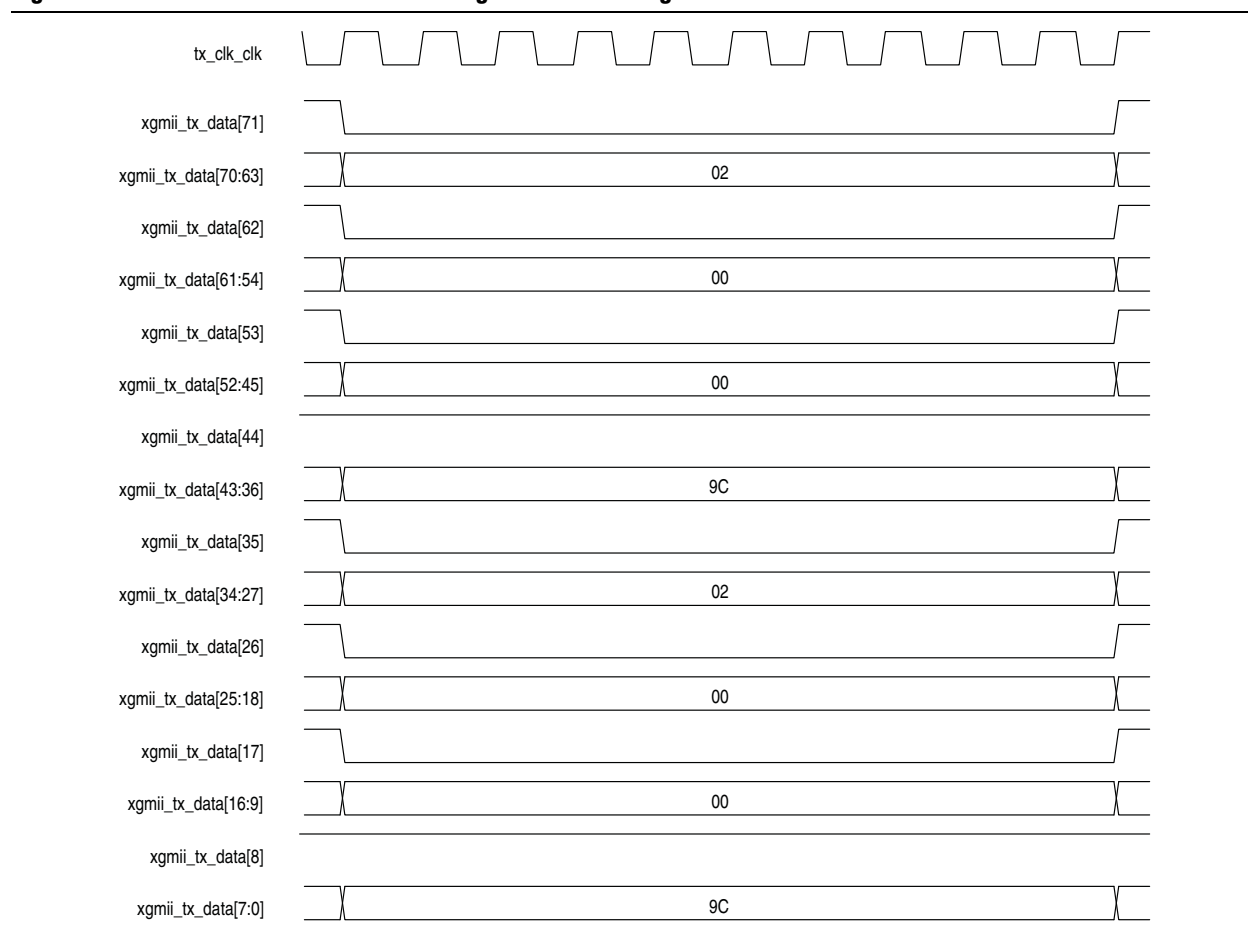 tx_clk_clk
xgmii_tx_data[71]
xgmii_tx_data[70:63] 02
xgmii_tx_data[62]
xgmii_tx_data[61:54] 00
xgmii_tx_data[53]
xgmii_tx_data[52:45] 00
xgmii_tx_data[44]
xgmii_tx_data[43:36] 9C
xgmii_tx_data[35]
xgmii_tx_data[34:27] 02
xgmii_tx_data[26]
xgmii_tx_data[25:18] 00
xgmii_tx_data[17]
xgmii_tx_data[16:9] 00
xgmii_tx_data[8]
xgmii_tx_data[7:0] 9C